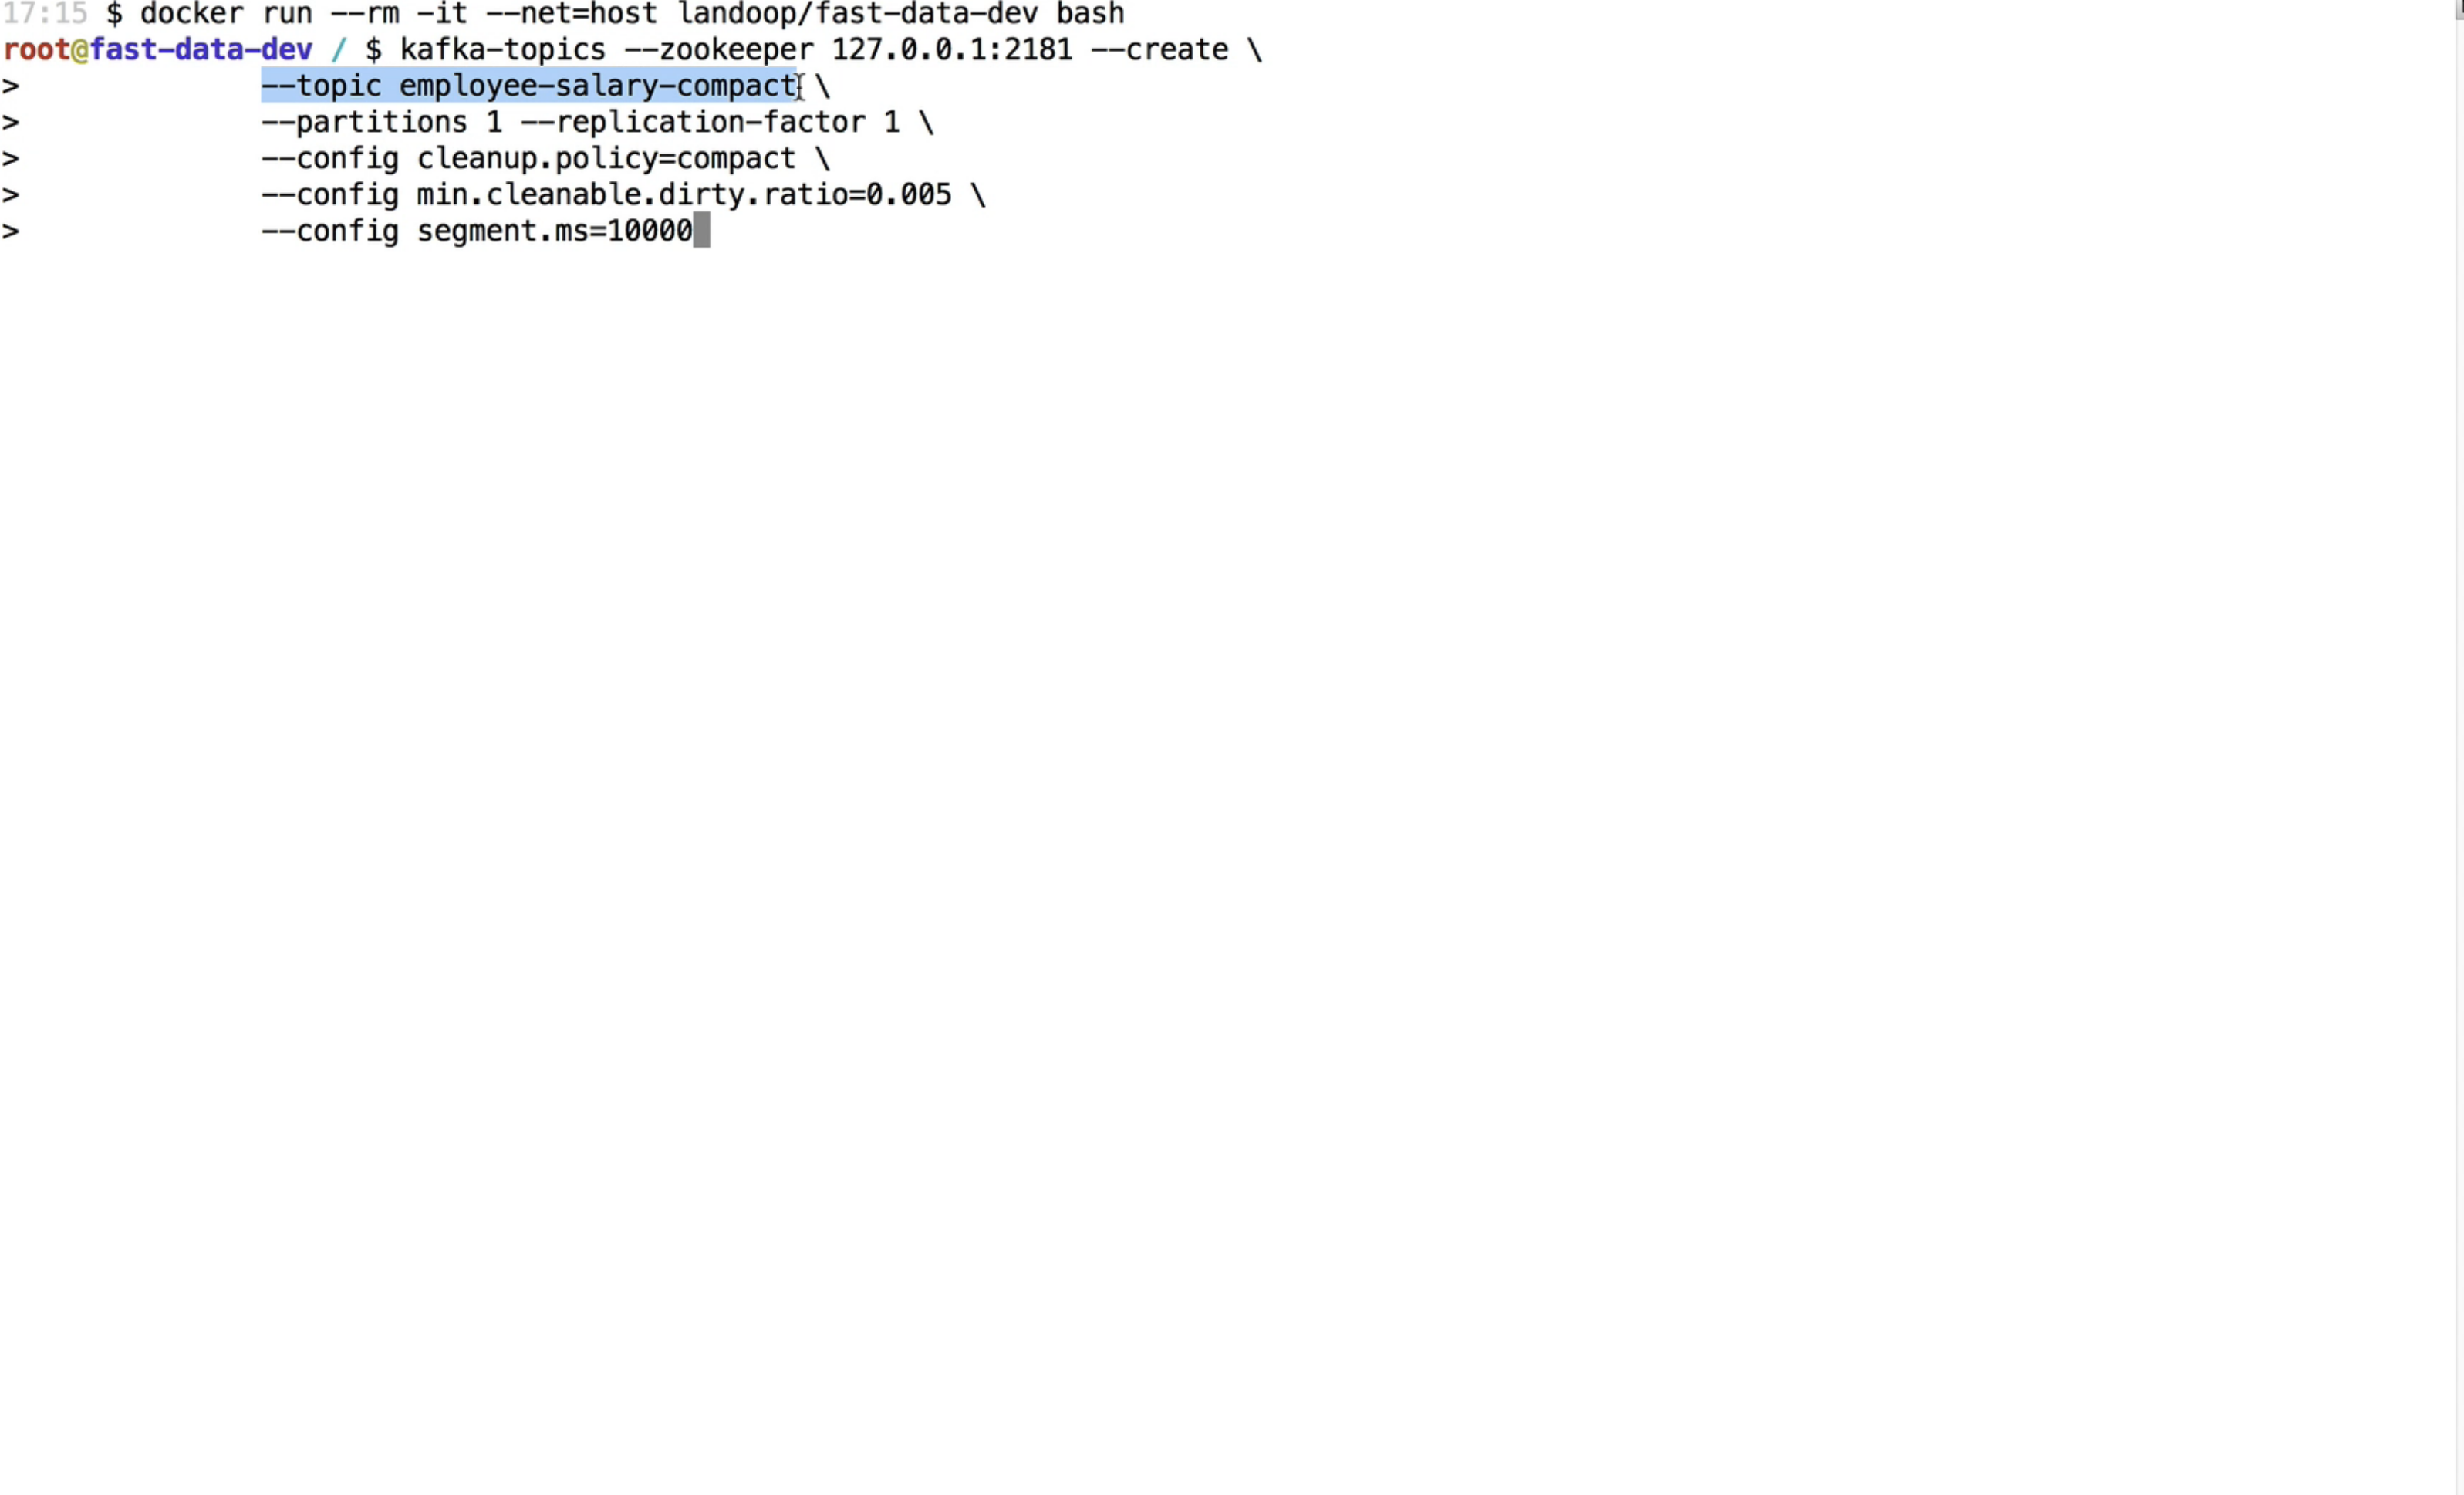 17:15 $ docker run --rm -it --net=host landoop/fast-data-dev bash
root@fast-data-dev / $ kafka-topics --zookeeper 127.0.0.1:2181 --create \
>              --topic employee-salary-compact \
>              --partitions 1 --replication-factor 1 \
>              --config cleanup.policy=compact \
>              --config min.cleanable.dirty.ratio=0.005 \
>              --config segment.ms=10000